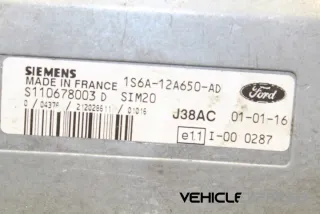 SIEMENS
MADE IN FRANCE 1S6A-12A650-AD
S110678003 D SIM20
Ford
J38AC 01-01-16
e11 I-00 0287
VEHICLE